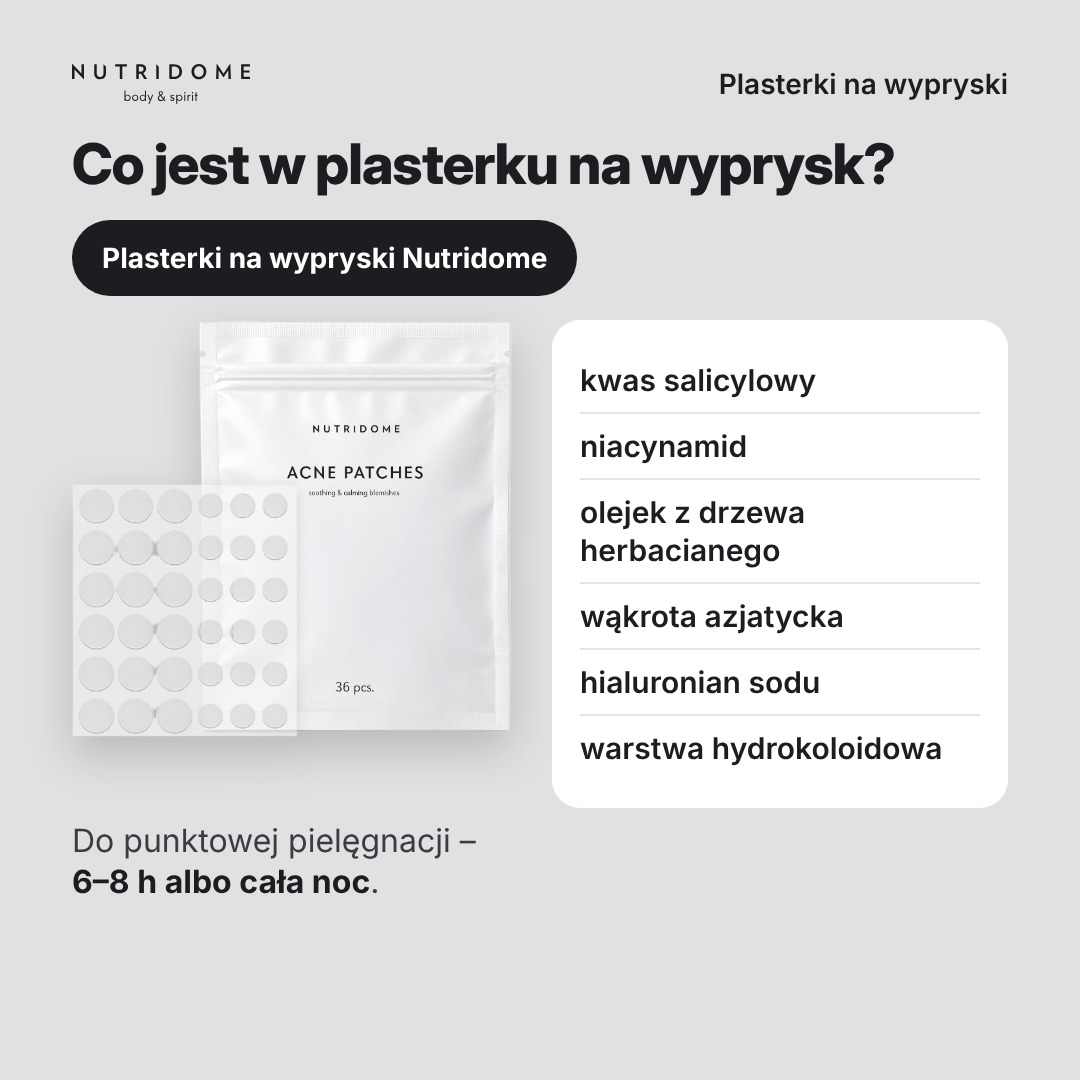 NUTRIDOME
body & spirit
Plasterki na wypryski
Co jest w plasterku na wyprysk?
Plasterki na wypryski Nutridome
NUTRIDOME
ACNE PATCHES
soothing & calming blemishes
36 pcs.
kwas salicylowy
niacynamid
olejek z drzewa
herbacianego
wąkrota azjatycka
hialuronian sodu
warstwa hydrokoloidowa
Do punktowej pielęgnacji –
6–8 h albo cała noc.